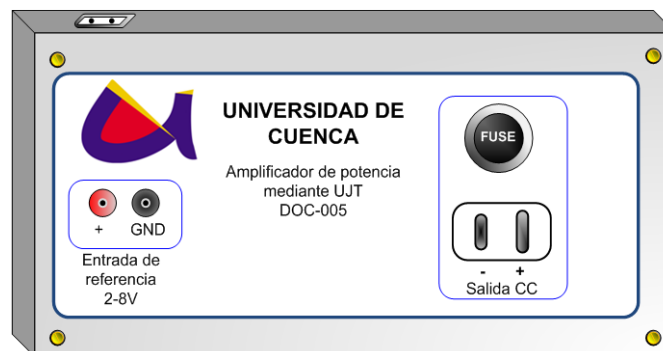 UNIVERSIDAD DE
CUENCA
Amplificador de potencia
mediante UJT
DOC-005
+ GND
Entrada de
referencia
2-8V
FUSE
- +
Salida CC